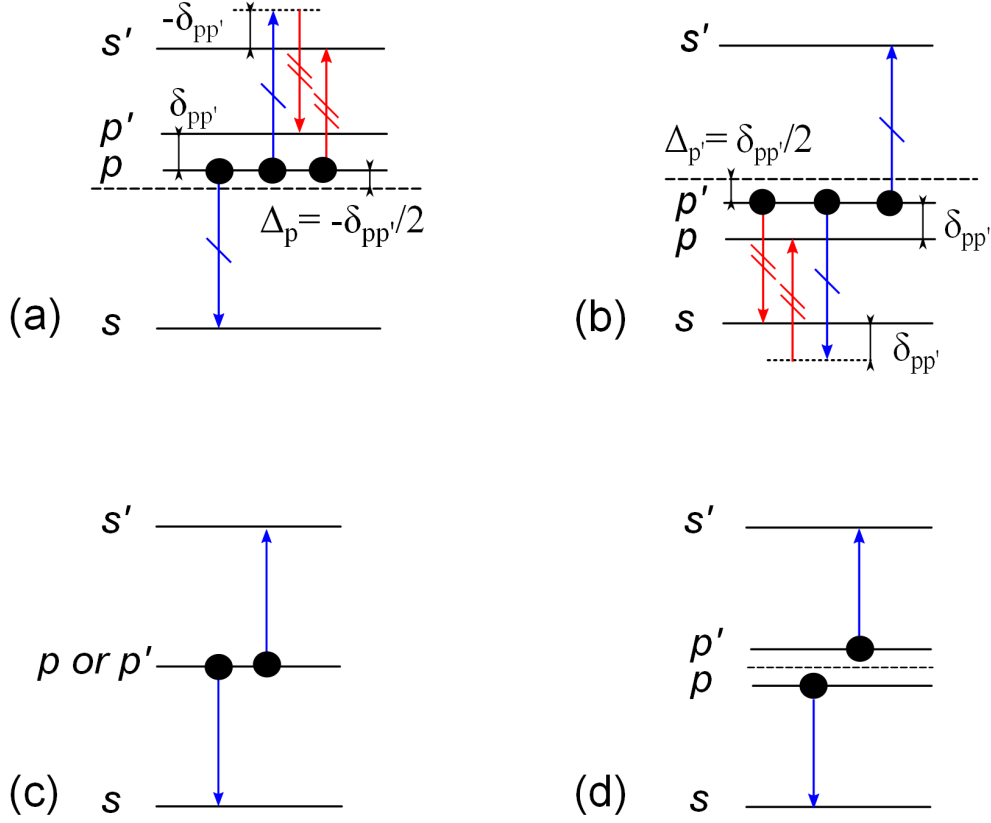 -δpp'
s'
δpp'
p'
p
Δp = -δpp'/2
(a)
s
s'
Δp' = δpp'/2
p'
p
δpp'
(b)
s
δpp'
s'
p or p'
(c)
s
s'
p'
p
(d)
s